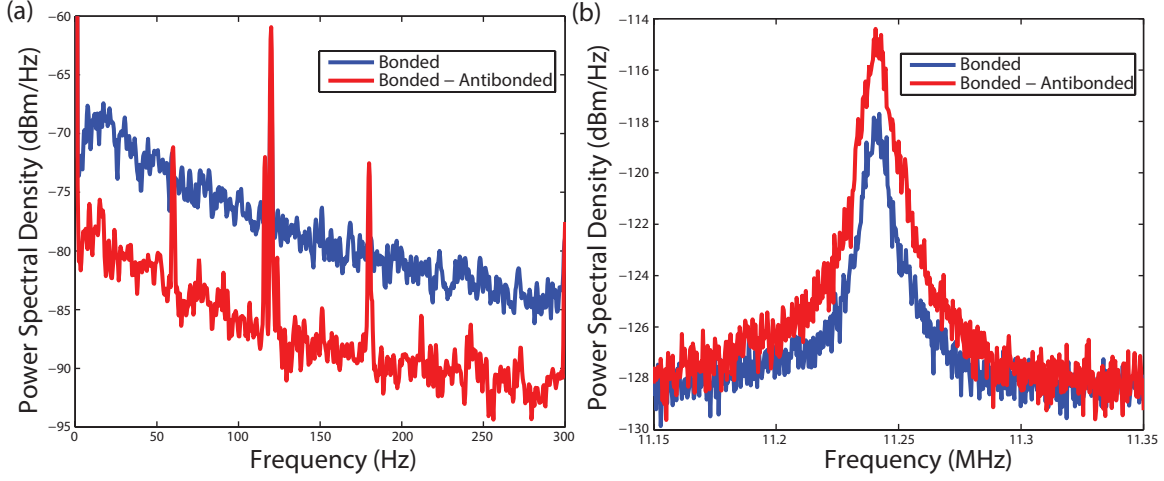 (a)
Power Spectral Density (dBm/Hz)
−60
−65
−70
−75
−80
−85
−90
−95
Bonded
Bonded − Antibonded
0 50 100 150 200 250 300
Frequency (Hz)
(b)
Power Spectral Density (dBm/Hz)
−114
−116
−118
−120
−122
−124
−126
−128
−130
Bonded
Bonded − Antibonded
11.15 11.2 11.25 11.3 11.35
Frequency (MHz)